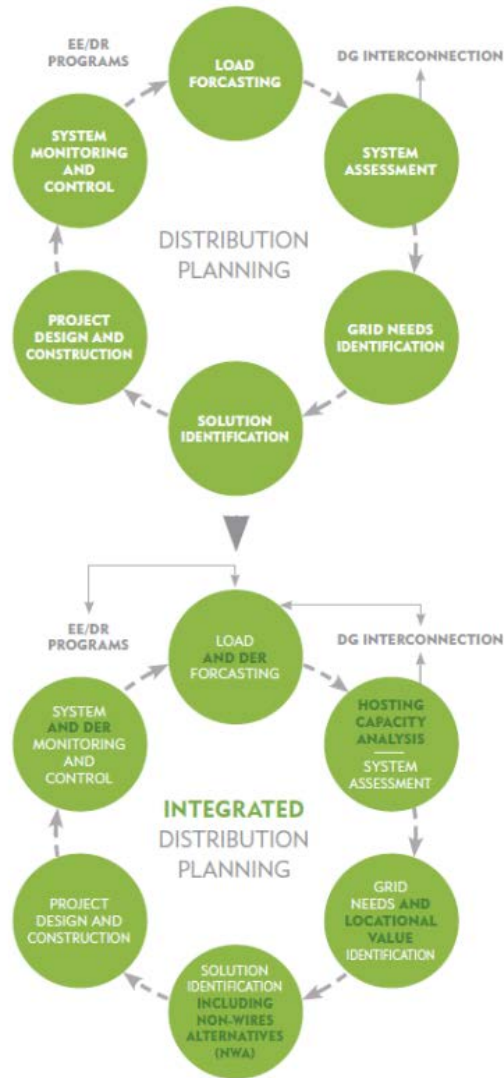 EE/DR
PROGRAMS
LOAD
FORCASTING
DG INTERCONNECTION
SYSTEM
MONITORING
AND
CONTROL
SYSTEM
ASSESSMENT
DISTRIBUTION
PLANNING
PROJECT
DESIGN AND
CONSTRUCTION
GRID NEEDS
IDENTIFICATION
SOLUTION
IDENTIFICATION
EE/DR
PROGRAMS
LOAD
AND DER
FORCASTING
DG INTERCONNECTION
SYSTEM
AND DER
MONITORING
AND
CONTROL
HOSTING
CAPACITY
ANALYSIS
SYSTEM
ASSESSMENT
INTEGRATED
DISTRIBUTION
PLANNING
PROJECT
DESIGN AND
CONSTRUCTION
GRID
NEEDS AND
LOCATIONAL
VALUE
IDENTIFICATION
SOLUTION
IDENTIFICATION
INCLUDING
NON-WIRES
ALTERNATIVES
(NWA)